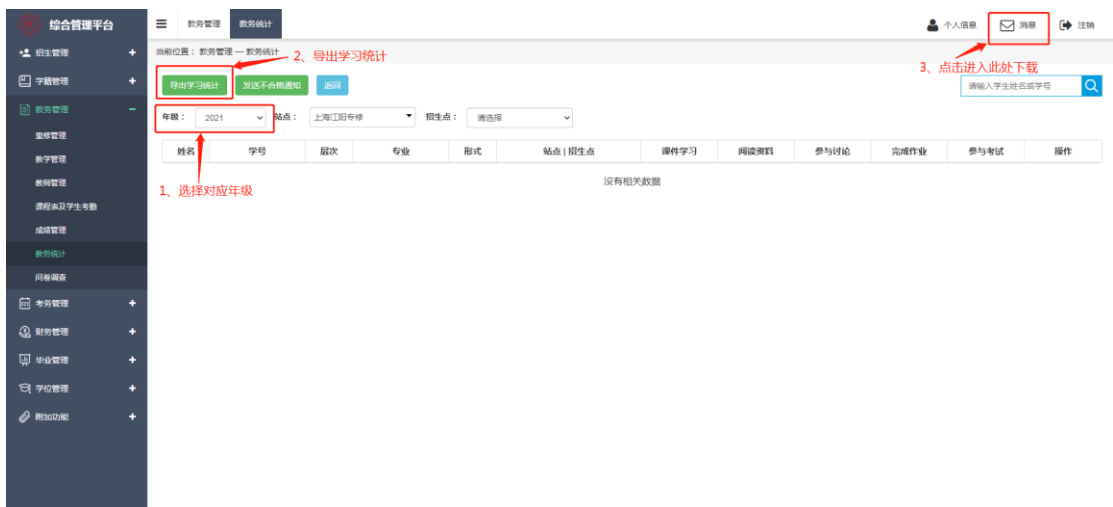 综合管理平台
教务管理 教务统计
个人信息 消息 注销
招生管理
当前位置：教务管理 — 教务统计
2、导出学习统计
3、点击进入此处下载
学籍管理
导出学习统计 发送不合格通知 返回
请输入学生姓名或学号
教务管理
年级： 2021 站点： 上海江阳专修 招生点： 请选择
重修管理
姓名 学号 层次 专业 形式 站点 | 招生点 课件学习 阅读资料 参与讨论 完成作业 参与考试 操作
教学管理
没有相关数据
教师管理
1、选择对应年级
课程表及学生考勤
成绩管理
教务统计
问卷调查
考务管理
财务管理
毕业管理
学位管理
附加功能